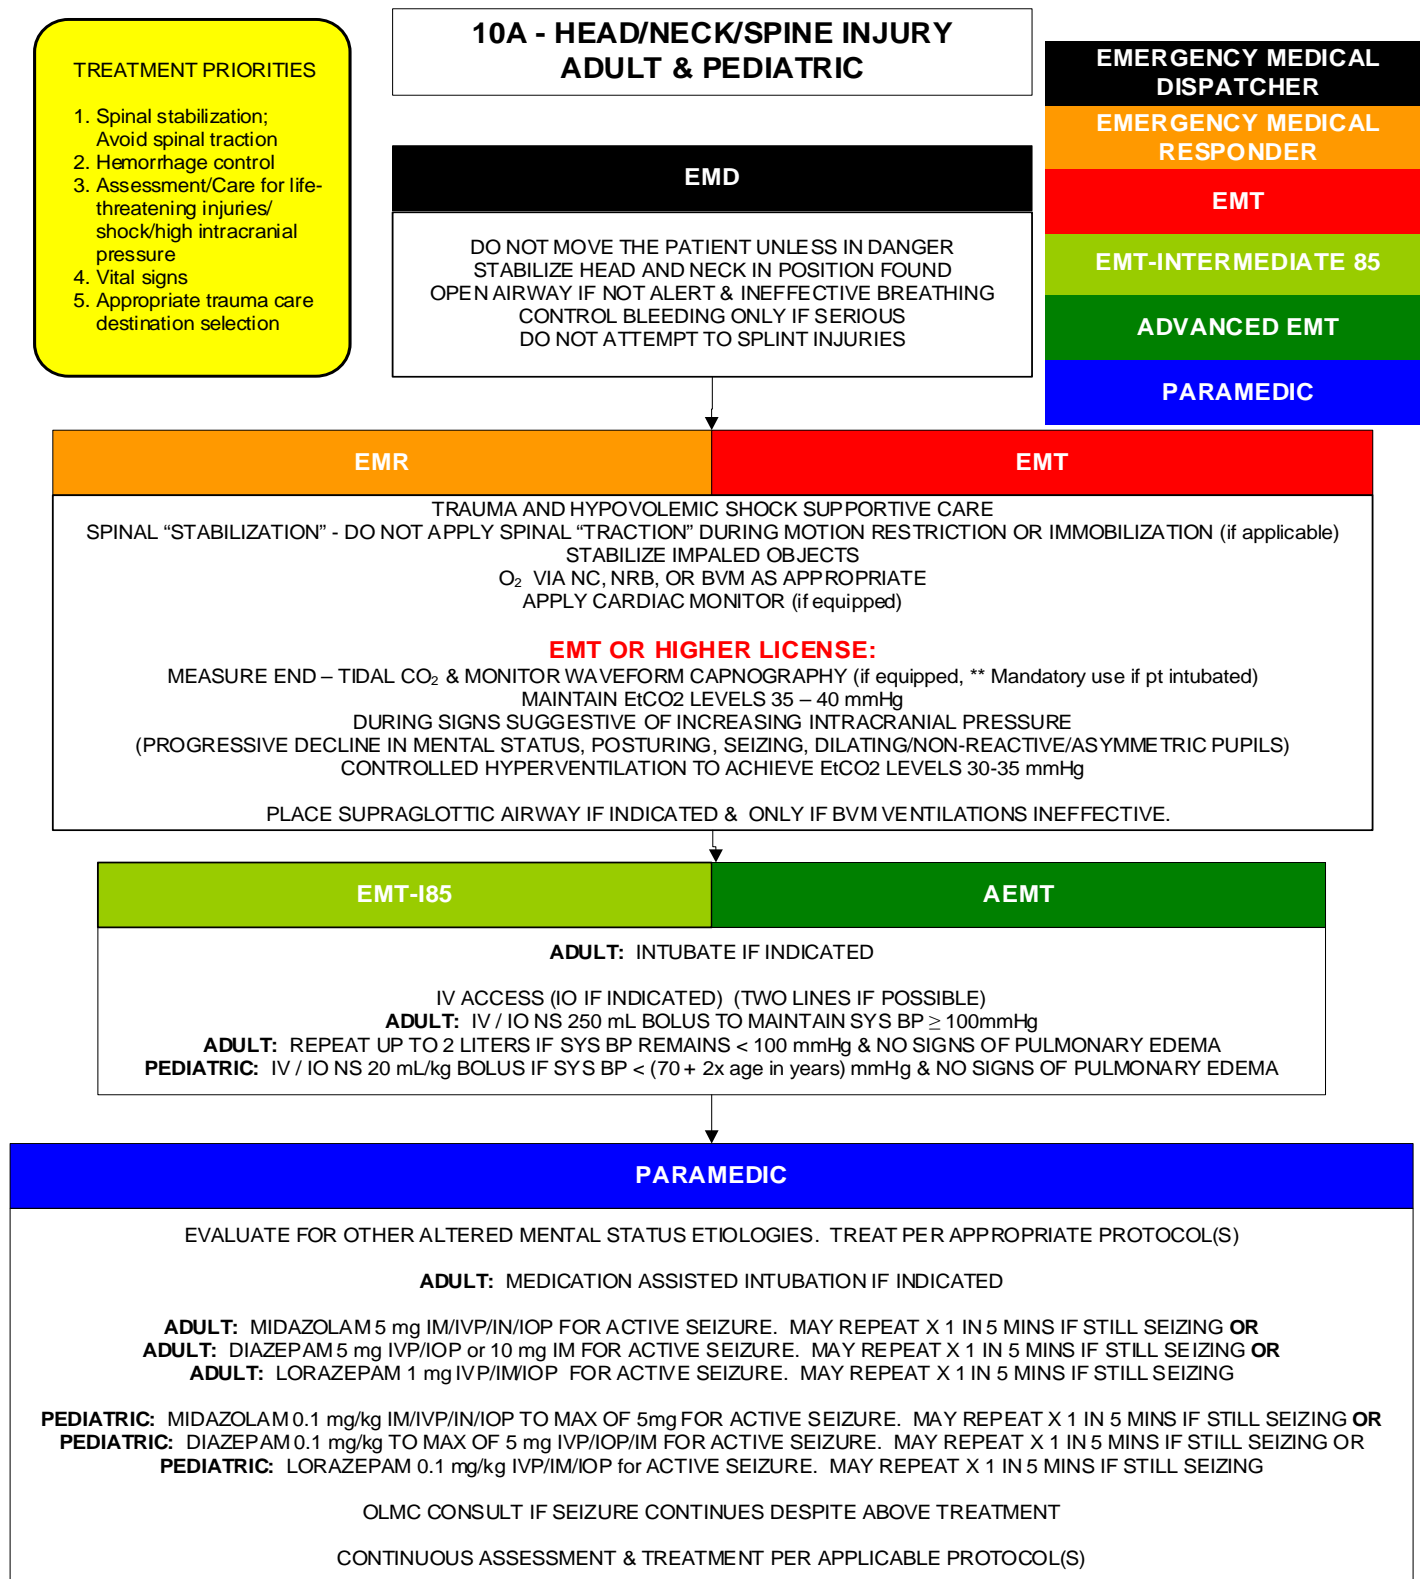 10A - HEAD/NECK/SPINE INJURY
ADULT & PEDIATRIC
TREATMENT PRIORITIES
1. Spinal stabilization;
Avoid spinal traction
2. Hemorrhage control
3. Assessment/Care for life-
threatening injuries/
shock/high intracranial
pressure
4. Vital signs
5. Appropriate trauma care
destination selection
EMERGENCY MEDICAL
DISPATCHER
EMERGENCY MEDICAL
RESPONDER
EMT
EMT-INTERMEDIATE 85
ADVANCED EMT
PARAMEDIC
EMD
DO NOT MOVE THE PATIENT UNLESS IN DANGER
STABILIZE HEAD AND NECK IN POSITION FOUND
OPEN AIRWAY IF NOT ALERT & INEFFECTIVE BREATHING
CONTROL BLEEDING ONLY IF SERIOUS
DO NOT ATTEMPT TO SPLINT INJURIES
EMR
EMT
TRAUMA AND HYPOVOLEMIC SHOCK SUPPORTIVE CARE
SPINAL “STABILIZATION” - DO NOT APPLY SPINAL “TRACTION” DURING MOTION RESTRICTION OR IMMOBILIZATION (if applicable)
STABILIZE IMPALED OBJECTS
O₂ VIA NC, NRB, OR BVM AS APPROPRIATE
APPLY CARDIAC MONITOR (if equipped)
EMT OR HIGHER LICENSE:
MEASURE END – TIDAL CO₂ & MONITOR WAVEFORM CAPNOGRAPHY (if equipped, ** Mandatory use if pt intubated)
MAINTAIN EtCO2 LEVELS 35 – 40 mmHg
DURING SIGNS SUGGESTIVE OF INCREASING INTRACRANIAL PRESSURE
(PROGRESSIVE DECLINE IN MENTAL STATUS, POSTURING, SEIZING, DILATING/NON-REACTIVE/ASYMMETRIC PUPILS)
CONTROLLED HYPERVENTILATION TO ACHIEVE EtCO2 LEVELS 30-35 mmHg
PLACE SUPRAGLOTTIC AIRWAY IF INDICATED & ONLY IF BVM VENTILATIONS INEFFECTIVE.
EMT-I85
AEMT
ADULT: INTUBATE IF INDICATED
IV ACCESS (IO IF INDICATED) (TWO LINES IF POSSIBLE)
ADULT: IV / IO NS 250 mL BOLUS TO MAINTAIN SYS BP ≥ 100mmHg
ADULT: REPEAT UP TO 2 LITERS IF SYS BP REMAINS < 100 mmHg & NO SIGNS OF PULMONARY EDEMA
PEDIATRIC: IV / IO NS 20 mL/kg BOLUS IF SYS BP < (70 + 2x age in years) mmHg & NO SIGNS OF PULMONARY EDEMA
PARAMEDIC
EVALUATE FOR OTHER ALTERED MENTAL STATUS ETIOLOGIES. TREAT PER APPROPRIATE PROTOCOL(S)
ADULT: MEDICATION ASSISTED INTUBATION IF INDICATED
ADULT: MIDAZOLAM 5 mg IM/IVP/IN/IOP FOR ACTIVE SEIZURE. MAY REPEAT X 1 IN 5 MINS IF STILL SEIZING OR
ADULT: DIAZEPAM 5 mg IVP/IOP or 10 mg IM FOR ACTIVE SEIZURE. MAY REPEAT X 1 IN 5 MINS IF STILL SEIZING OR
ADULT: LORAZEPAM 1 mg IVP/IM/IOP FOR ACTIVE SEIZURE. MAY REPEAT X 1 IN 5 MINS IF STILL SEIZING
PEDIATRIC: MIDAZOLAM 0.1 mg/kg IM/IVP/IN/IOP TO MAX OF 5mg FOR ACTIVE SEIZURE. MAY REPEAT X 1 IN 5 MINS IF STILL SEIZING OR
PEDIATRIC: DIAZEPAM 0.1 mg/kg TO MAX OF 5 mg IVP/IOP/IM FOR ACTIVE SEIZURE. MAY REPEAT X 1 IN 5 MINS IF STILL SEIZING OR
PEDIATRIC: LORAZEPAM 0.1 mg/kg IVP/IM/IOP for ACTIVE SEIZURE. MAY REPEAT X 1 IN 5 MINS IF STILL SEIZING
OLMC CONSULT IF SEIZURE CONTINUES DESPITE ABOVE TREATMENT
CONTINUOUS ASSESSMENT & TREATMENT PER APPLICABLE PROTOCOL(S)